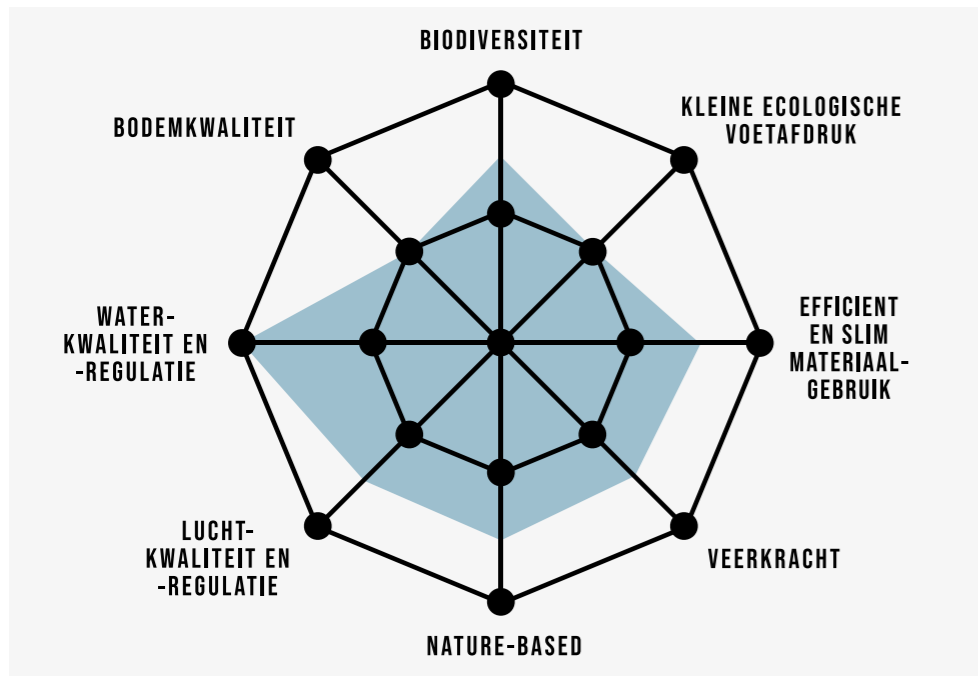 BIODIVERSITEIT
KLEINE ECOLOGISCHE
VOETAFDRUK
BODEMKWALITEIT
EFFICIENT
EN SLIM
MATERIAAL-
GEBRUIK
WATER-
KWALITEIT EN
-REGULATIE
LUCHT-
KWALITEIT EN
-REGULATIE
VEERKRACHT
NATURE-BASED